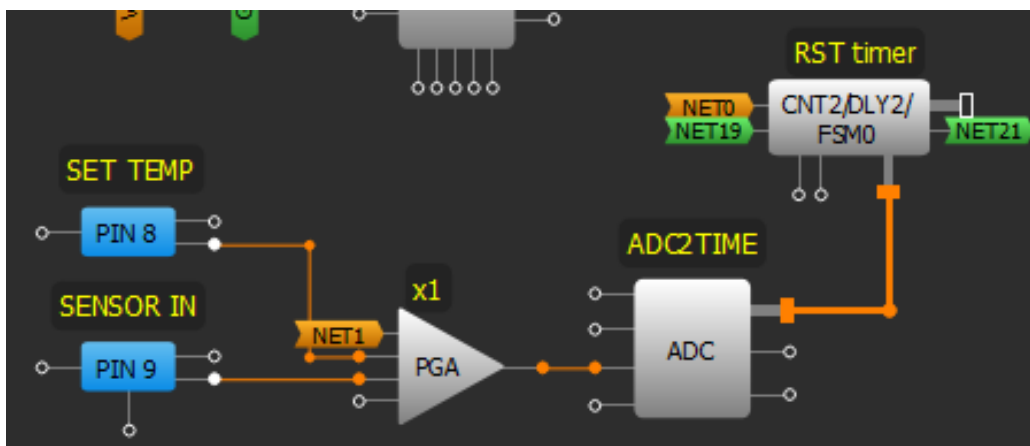 RST timer
NET0
CNT2/DLY2/
FSM0
NET19
NET21
SET TEMP
PIN 8
ADC2TIME
SENSOR IN
x1
NET1
PIN 9
PGA
ADC